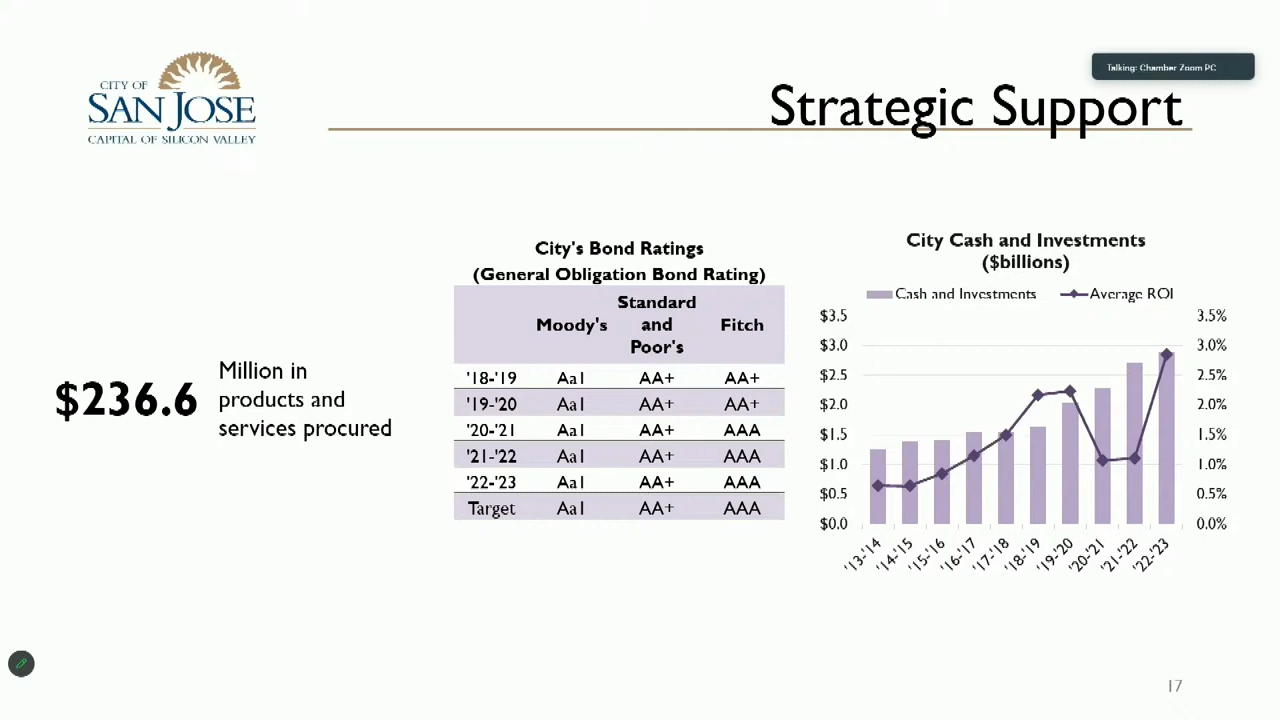 CITY OF
SAN JOSE
CAPITAL OF SILICON VALLEY
Talking: Chamber Zoom PC
Strategic Support
$236.6
Million in
products and
services procured
City's Bond Ratings
(General Obligation Bond Rating)
Moody's Standard and Poor's Fitch
'18-'19 Aa1 AA+ AA+
'19-'20 Aa1 AA+ AA+
'20-'21 Aa1 AA+ AAA
'21-'22 Aa1 AA+ AAA
'22-'23 Aa1 AA+ AAA
Target Aa1 AA+ AAA
City Cash and Investments
($billions)
Cash and Investments Average ROI
$3.5 3.5%
$3.0 3.0%
$2.5 2.5%
$2.0 2.0%
$1.5 1.5%
$1.0 1.0%
$0.5 0.5%
$0.0 0.0%
'13-'14 '14-'15 '15-'16 '16-'17 '17-'18 '18-'19 '19-'20 '20-'21 '21-'22 '22-'23
17